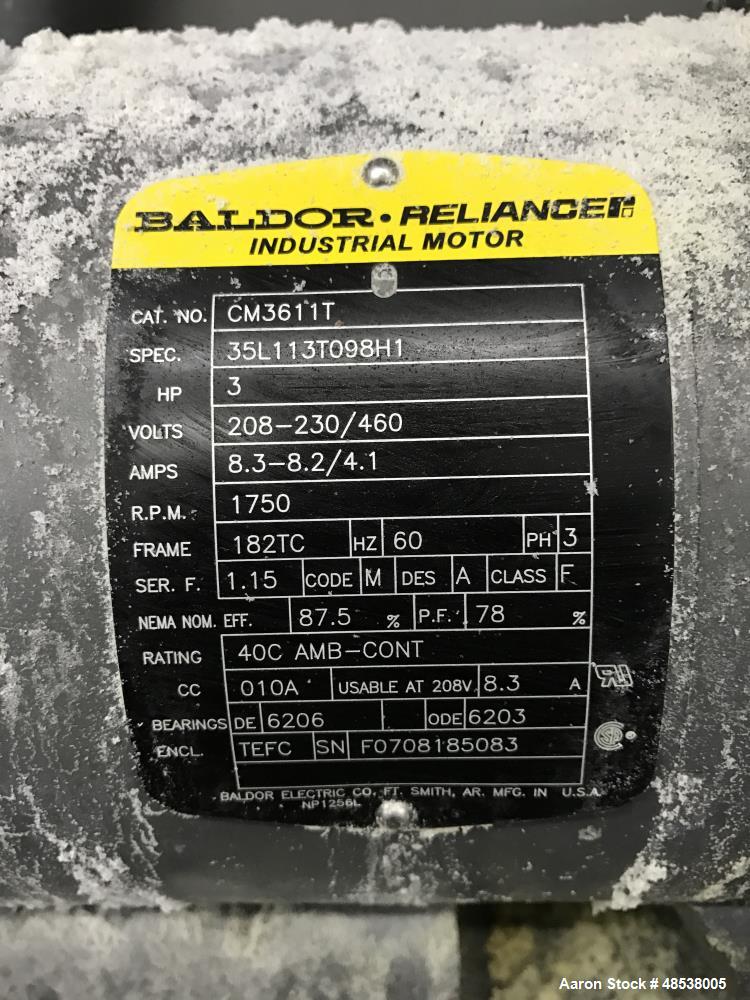 BALDOR • RELIANCE
INDUSTRIAL MOTOR
CAT. NO. CM3611T
SPEC. 35L113T098H1
HP 3
VOLTS 208-230/460
AMPS 8.3-8.2/4.1
R.P.M. 1750
FRAME 182TC HZ 60 PH 3
SER. F. 1.15 CODE M DES A CLASS F
NEMA NOM. EFF. 87.5 % P.F. 78 %
RATING 40C AMB-CONT
CC 010A USABLE AT 208V 8.3 A
BEARINGS DE 6206 ODE 6203
ENCL. TEFC SN F0708185083
BALDOR ELECTRIC CO. FT. SMITH, AR. MFG. IN U.S.A.
NP1256L
Aaron Stock # 48538005